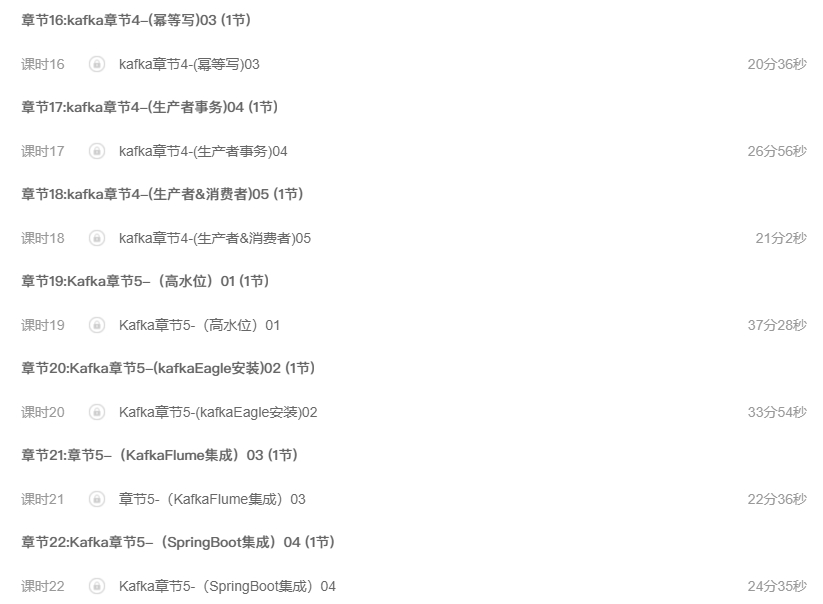 章节16:kafka章节4–(幂等写)03 (1节)
课时16 kafka章节4-(幂等写)03 20分36秒
章节17:kafka章节4–(生产者事务)04 (1节)
课时17 kafka章节4-(生产者事务)04 26分56秒
章节18:kafka章节4–(生产者&消费者)05 (1节)
课时18 kafka章节4-(生产者&消费者)05 21分2秒
章节19:Kafka章节5–（高水位）01 (1节)
课时19 Kafka章节5-（高水位）01 37分28秒
章节20:Kafka章节5–(kafkaEagle安装)02 (1节)
课时20 Kafka章节5-(kafkaEagle安装)02 33分54秒
章节21:章节5–（KafkaFlume集成）03 (1节)
课时21 章节5-（KafkaFlume集成）03 22分36秒
章节22:Kafka章节5–（SpringBoot集成）04 (1节)
课时22 Kafka章节5-（SpringBoot集成）04 24分35秒